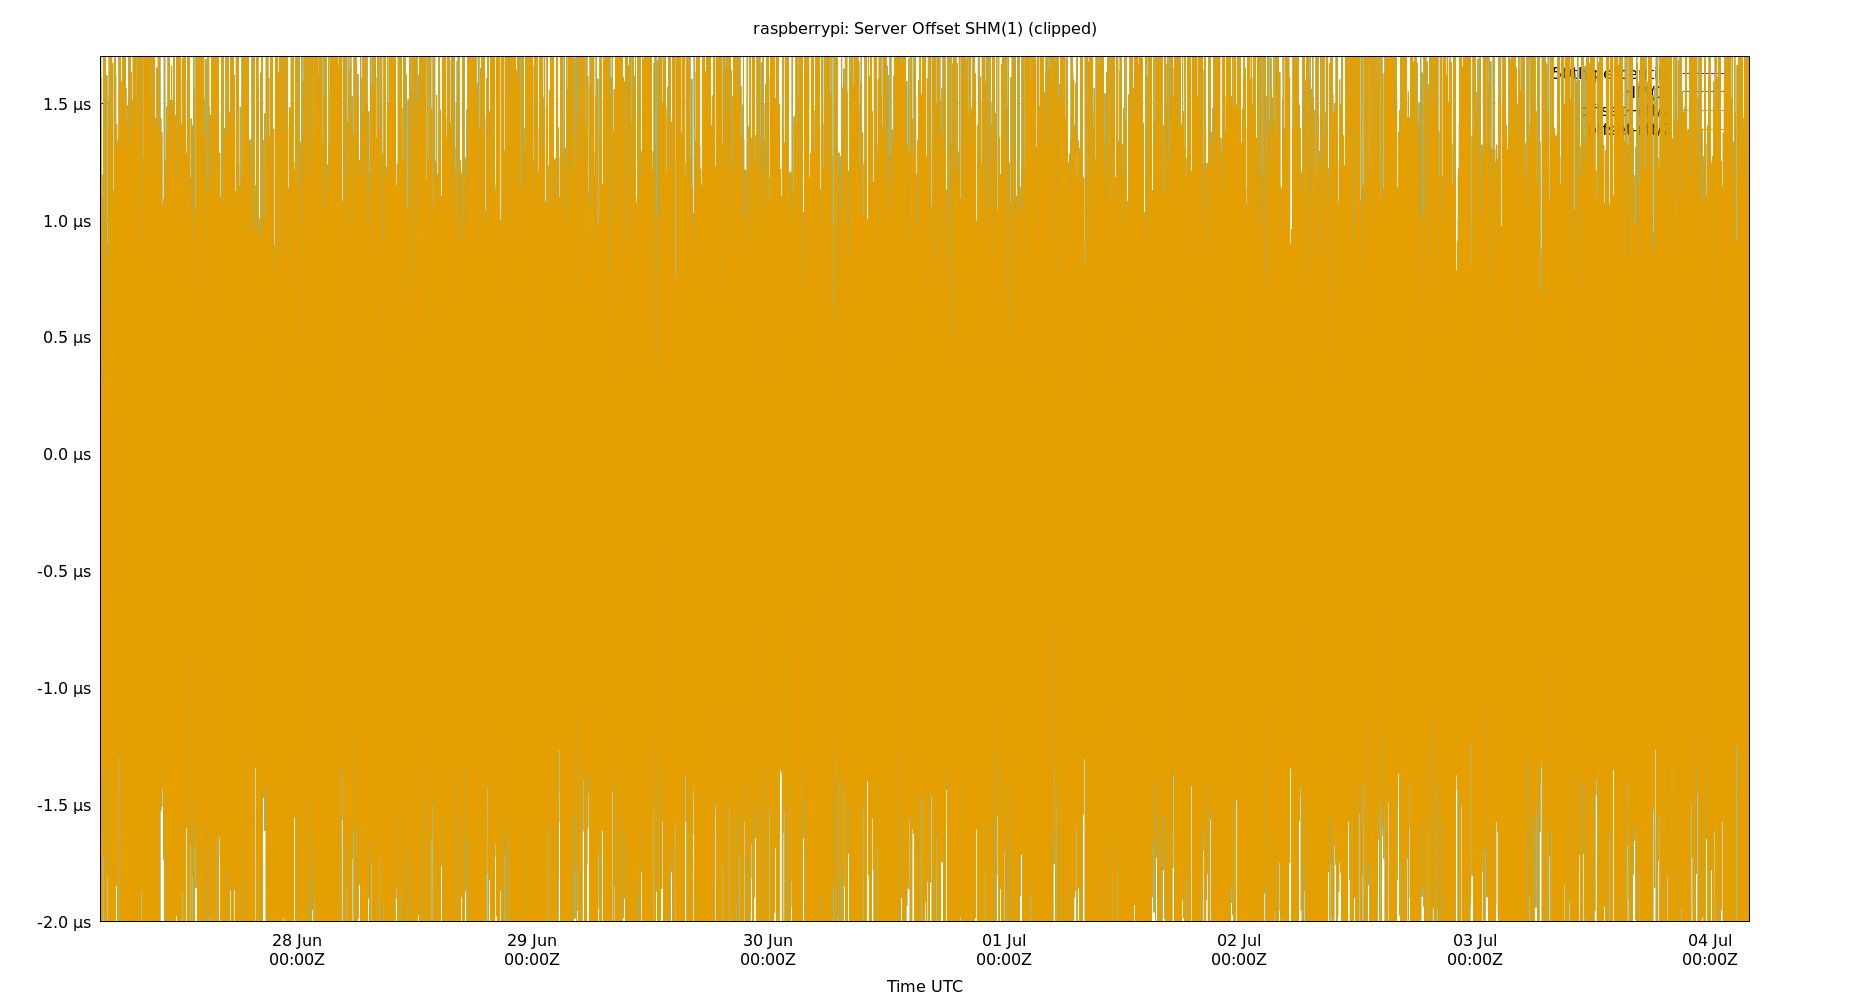 raspberrypi: Server Offset SHM(1) (clipped)
1.5 µs
1.0 µs
0.5 µs
0.0 µs
-0.5 µs
-1.0 µs
-1.5 µs
-2.0 µs
28 Jun 29 Jun 30 Jun 01 Jul 02 Jul 03 Jul 04 Jul
00:00Z 00:00Z 00:00Z 00:00Z 00:00Z 00:00Z 00:00Z
Time UTC